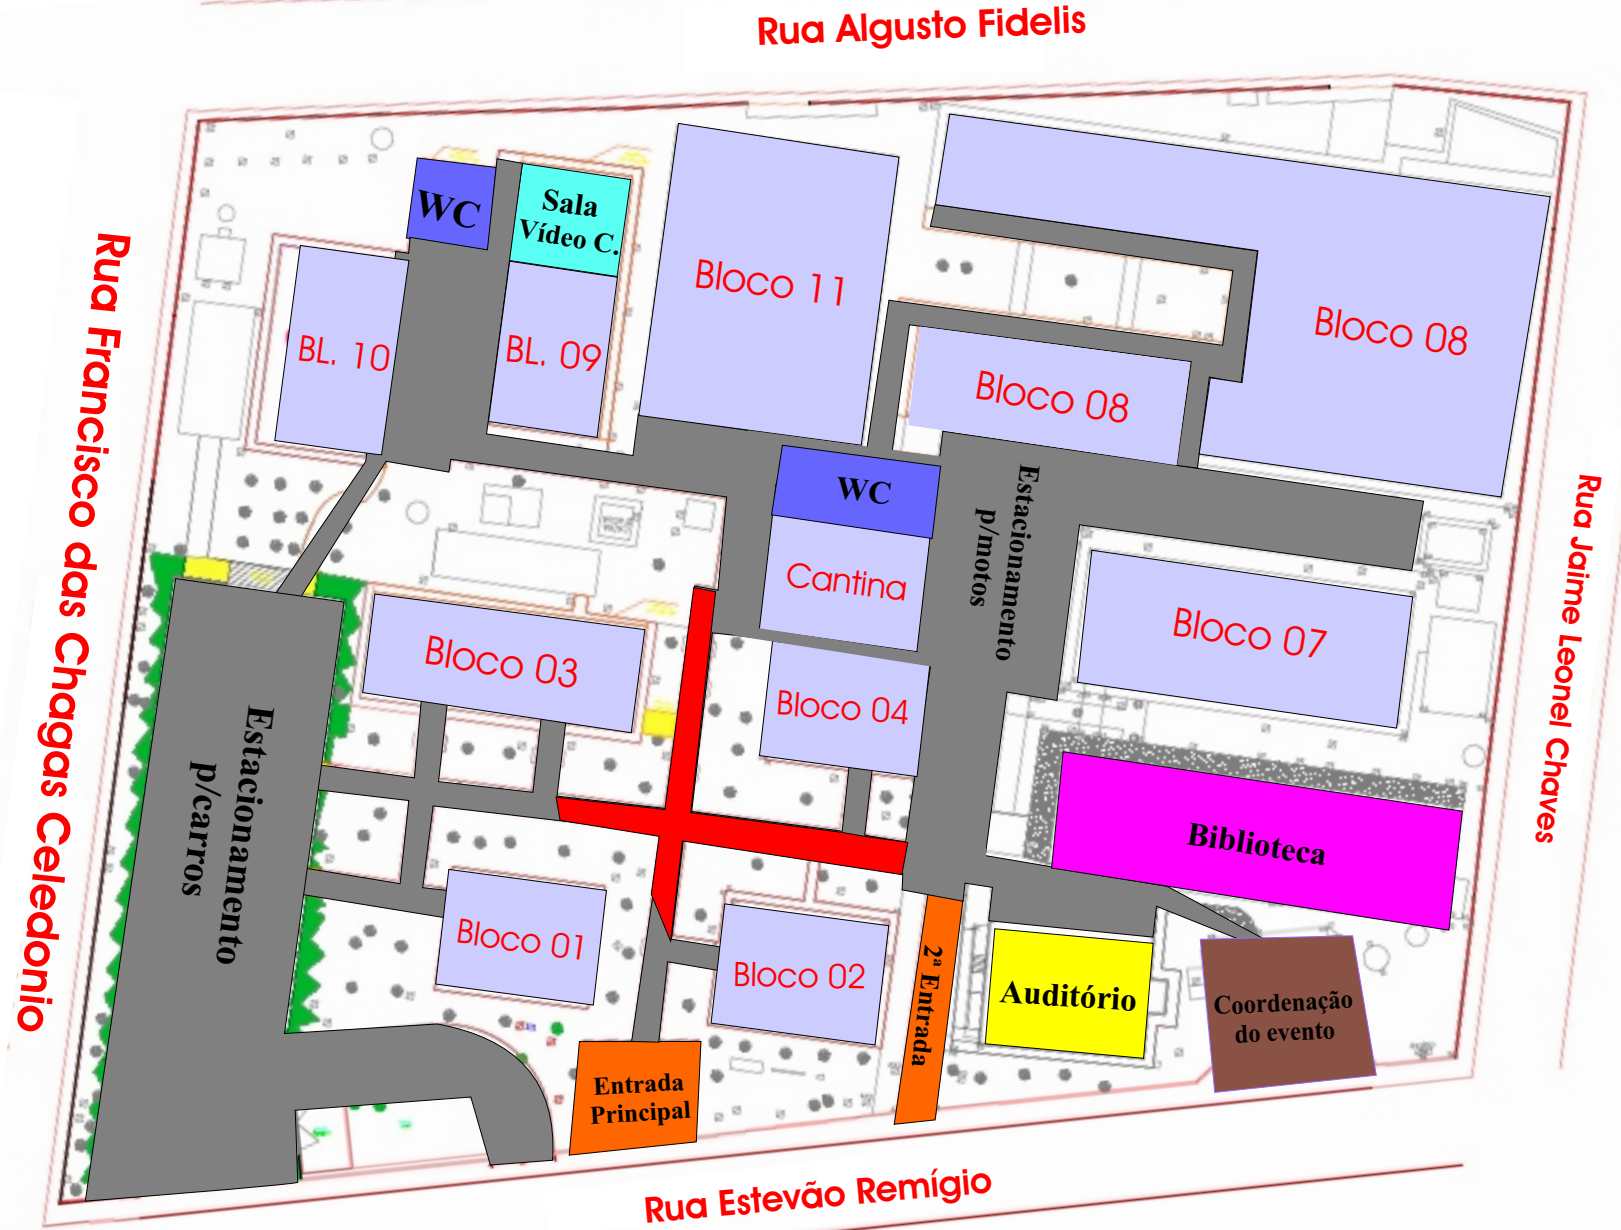 Rua Algusto Fidelis
WC
Sala
Vídeo C.
Bloco 11
Bloco 08
BL. 10
BL. 09
Bloco 08
Rua Francisco das Chagas Celedonio
WC
Estacionamento
p/motos
Cantina
Rua Jaime Leonel Chaves
Bloco 07
Bloco 03
Bloco 04
Estacionamento
p/carros
Biblioteca
Bloco 01
Bloco 02
2ª Entrada
Auditório
Coordenação
do evento
Entrada
Principal
Rua Estevão Remígio